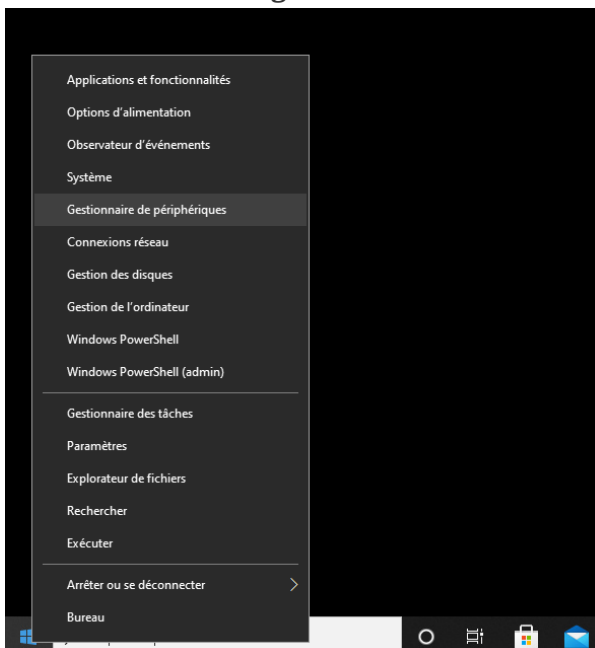 Applications et fonctionnalités
Options d'alimentation
Observateur d'événements
Système
Gestionnaire de périphériques
Connexions réseau
Gestion des disques
Gestion de l'ordinateur
Windows PowerShell
Windows PowerShell (admin)
Gestionnaire des tâches
Paramètres
Explorateur de fichiers
Rechercher
Exécuter
Arrêter ou se déconnecter
Bureau